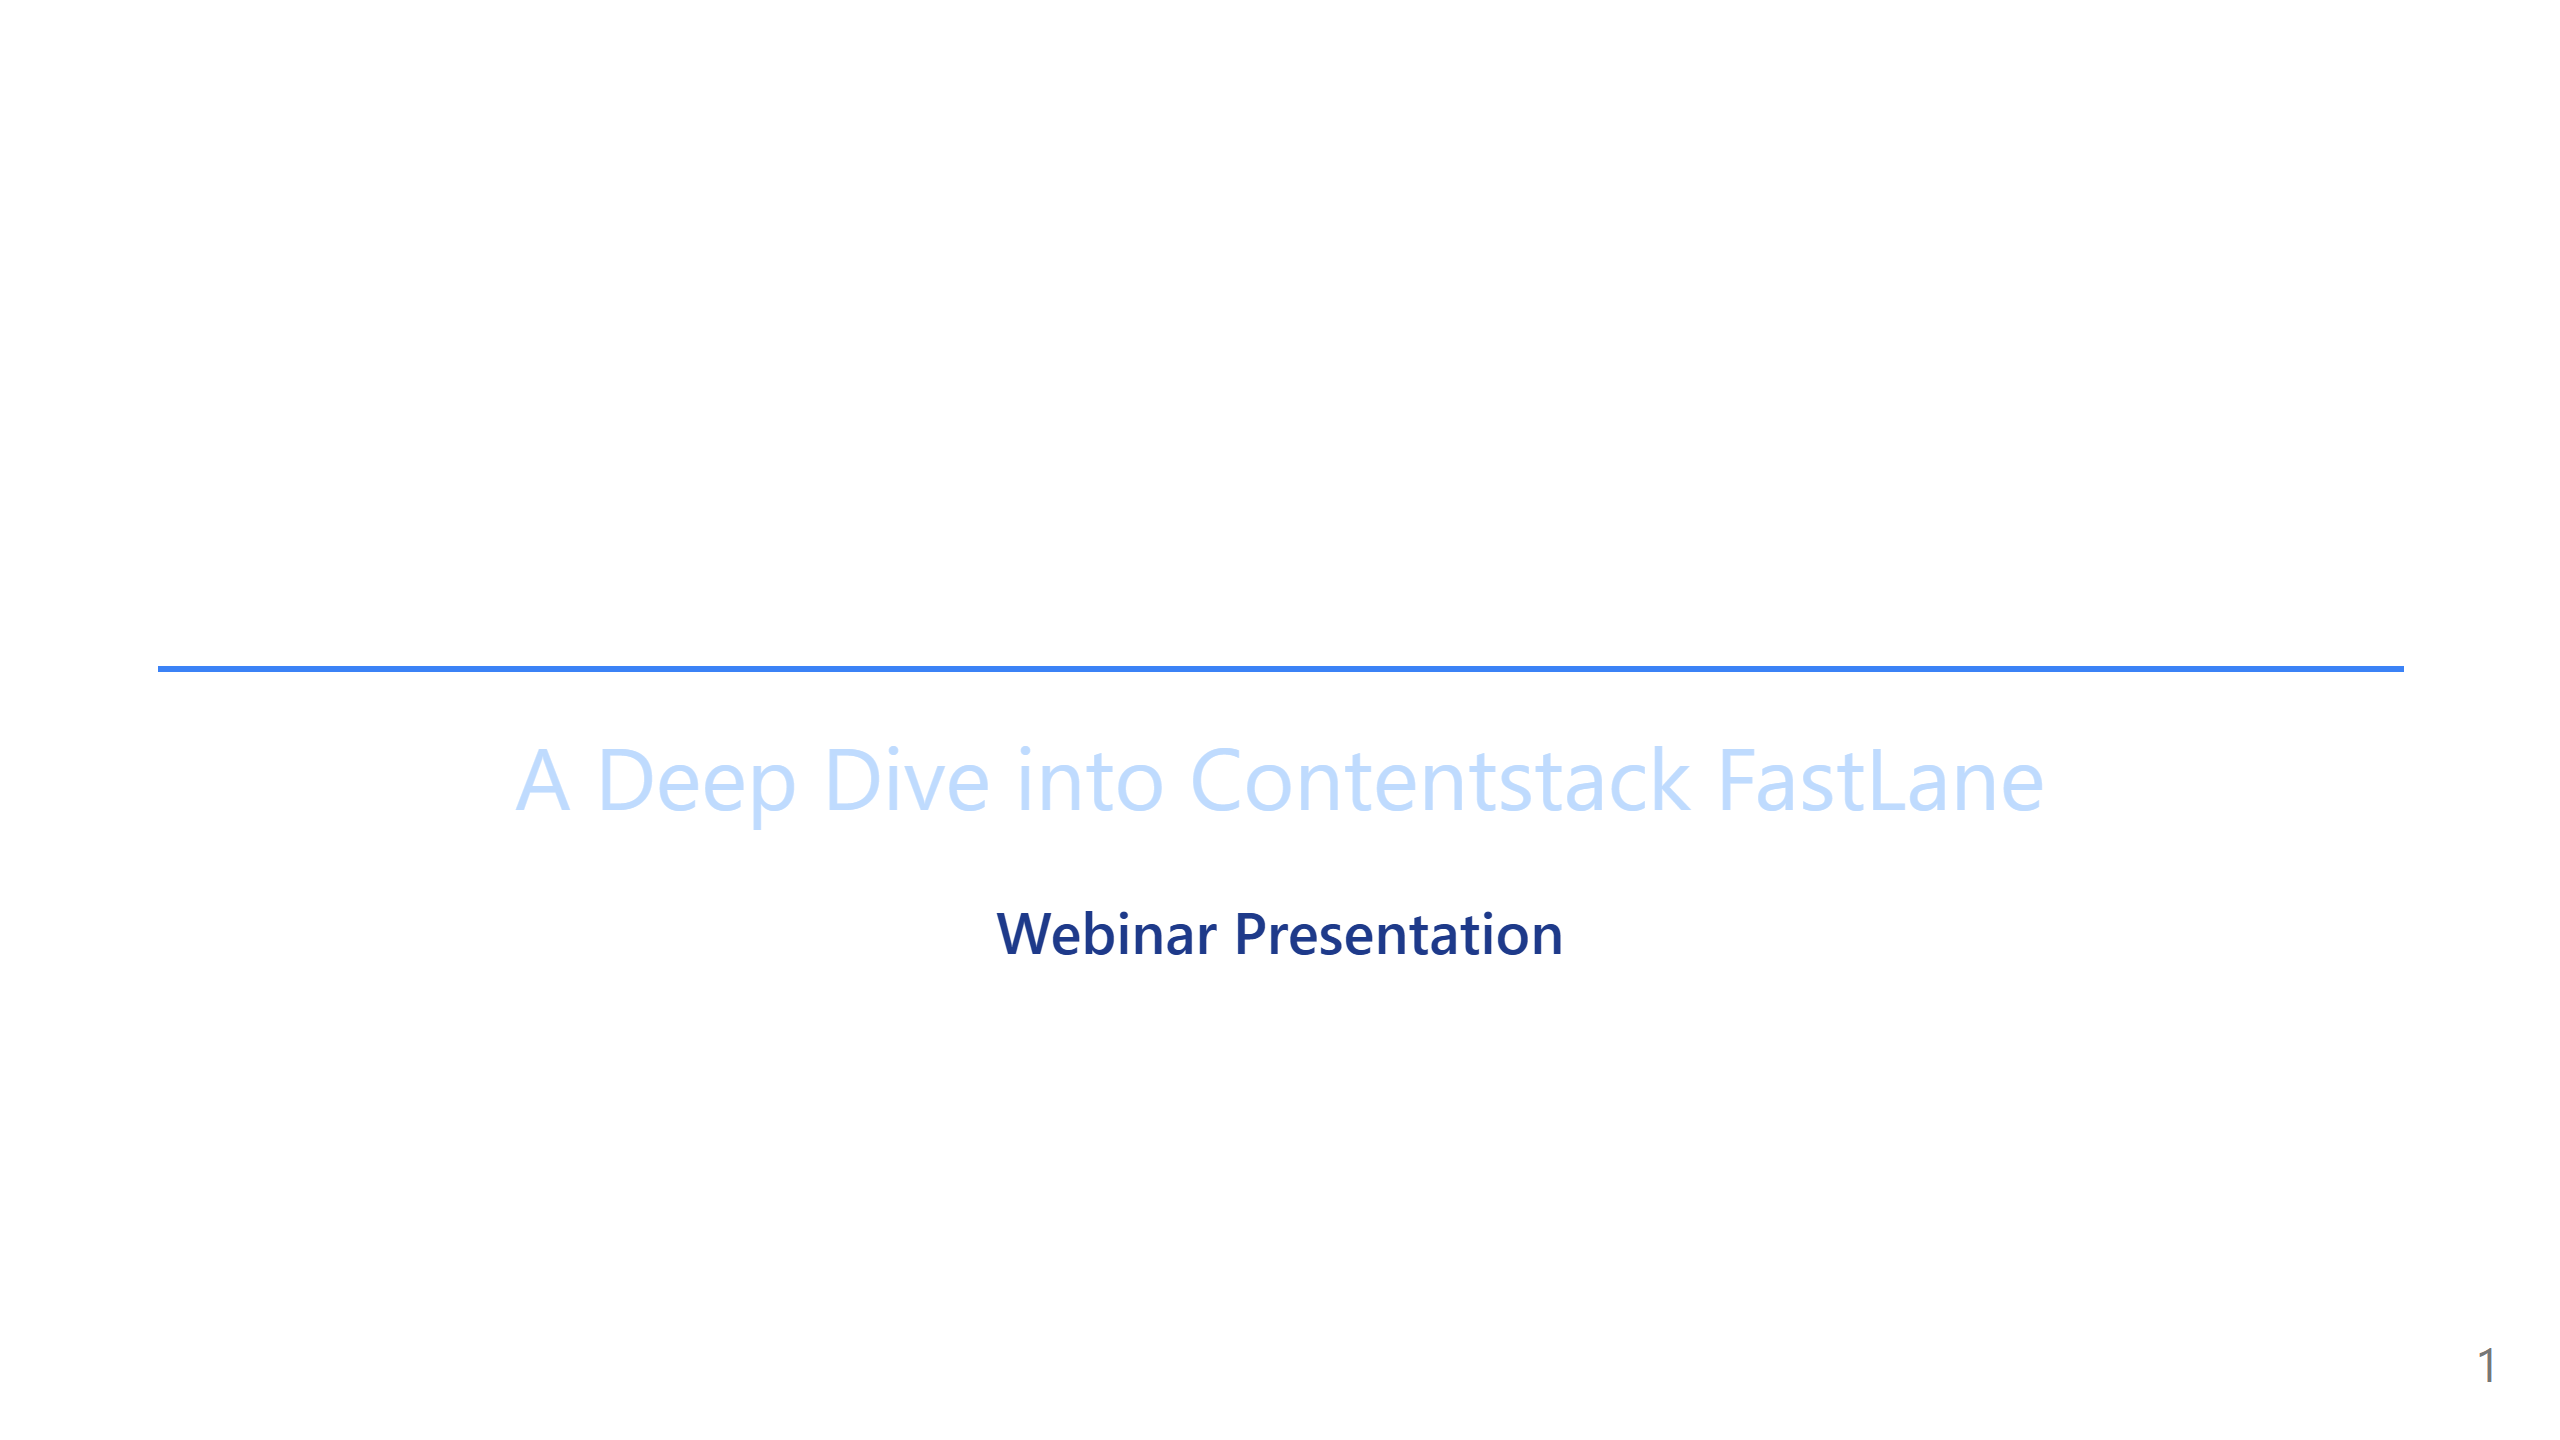 A Deep Dive into Contentstack FastLane
Webinar Presentation
1